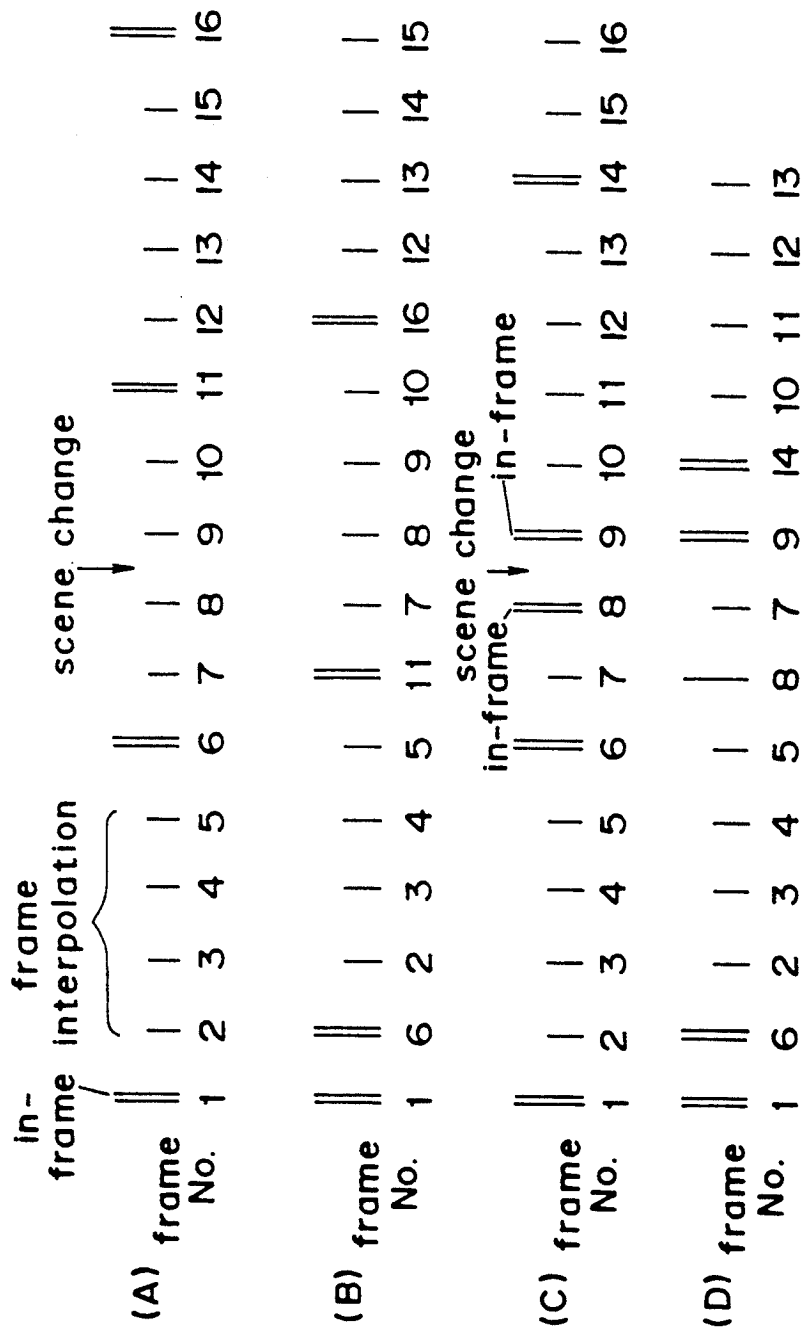 in-
frame
frame
interpolation
scene change
(A) frame
No.
1 2 3 4 5 6 7 8 9 10 11 12 13 14 15 16
(B) frame
No.
1 6 2 3 4 5 11 7 8 9 10 16 12 13 14 15
scene change
in-frame
in-frame
(C) frame
No.
1 2 3 4 5 6 7 8 9 10 11 12 13 14 15 16
(D) frame
No.
1 6 2 3 4 5 8 7 9 14 10 11 12 13